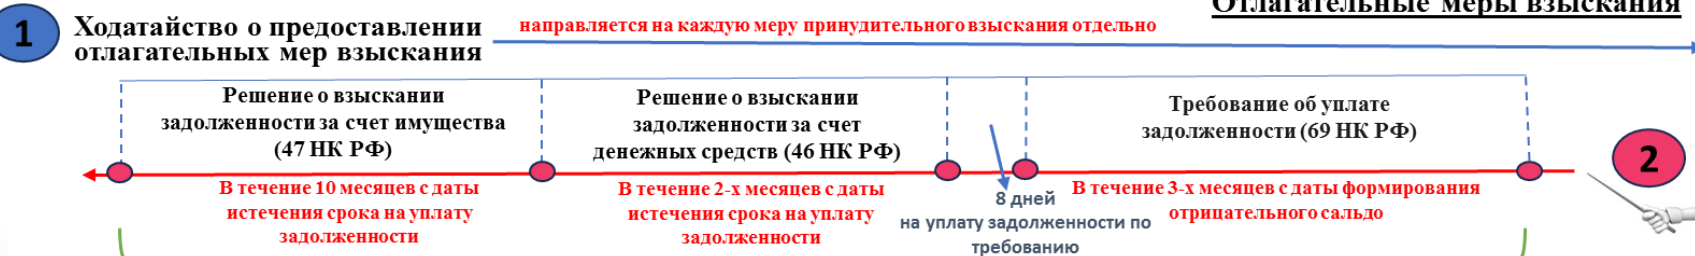 Отлагательные меры взыскания
1
Ходатайство о предоставлении
отлагательных мер взыскания
направляется на каждую меру принудительного взыскания отдельно
Решение о взыскании
задолженности за счет имущества
(47 НК РФ)
Решение о взыскании
задолженности за счет
денежных средств (46 НК РФ)
Требование об уплате
задолженности (69 НК РФ)
2
В течение 10 месяцев с даты
истечения срока на уплату
задолженности
В течение 2-х месяцев с даты
истечения срока на уплату
задолженности
8 дней
на уплату задолженности по
требованию
В течение 3-х месяцев с даты формирования
отрицательного сальдо